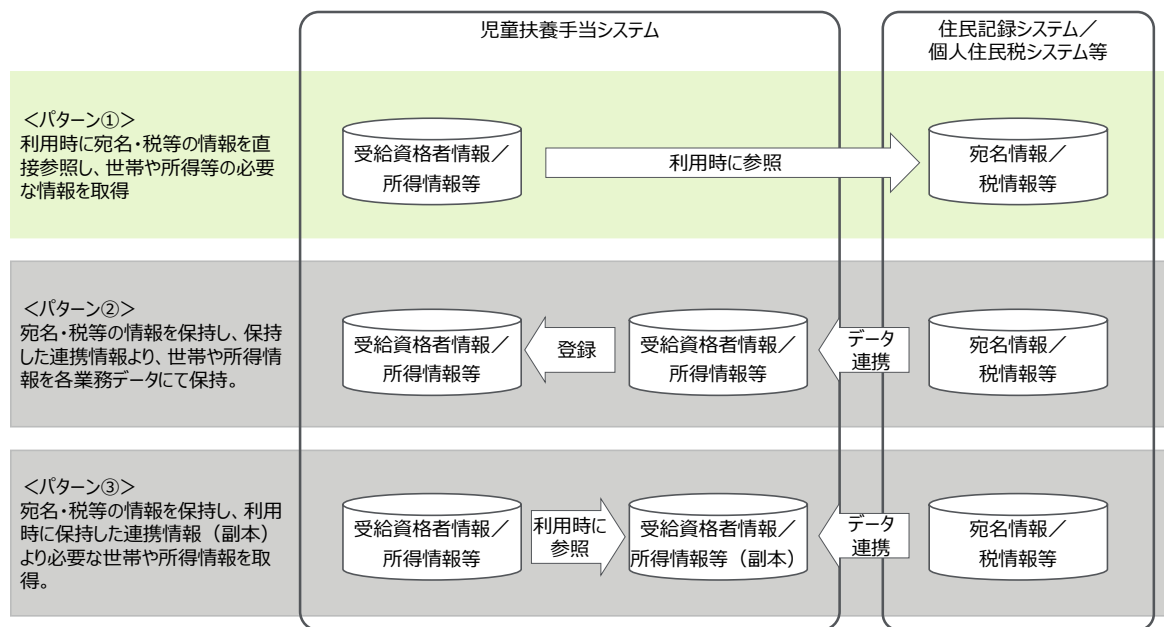 児童扶養手当システム
住民記録システム／
個人住民税システム等
＜パターン①＞
利用時に宛名・税等の情報を直
接参照し、世帯や所得等の必要
な情報を取得
受給資格者情報／
所得情報等
利用時に参照
宛名情報／
税情報等
＜パターン②＞
宛名・税等の情報を保持し、保持
した連携情報より、世帯や所得情
報を各業務データにて保持。
受給資格者情報／
所得情報等
登録
受給資格者情報／
所得情報等
データ
連携
宛名情報／
税情報等
＜パターン③＞
宛名・税等の情報を保持し、利用
時に保持した連携情報（副本）
より必要な世帯や所得情報を取
得。
受給資格者情報／
所得情報等
利用時に
参照
受給資格者情報／
所得情報等（副本）
データ
連携
宛名情報／
税情報等